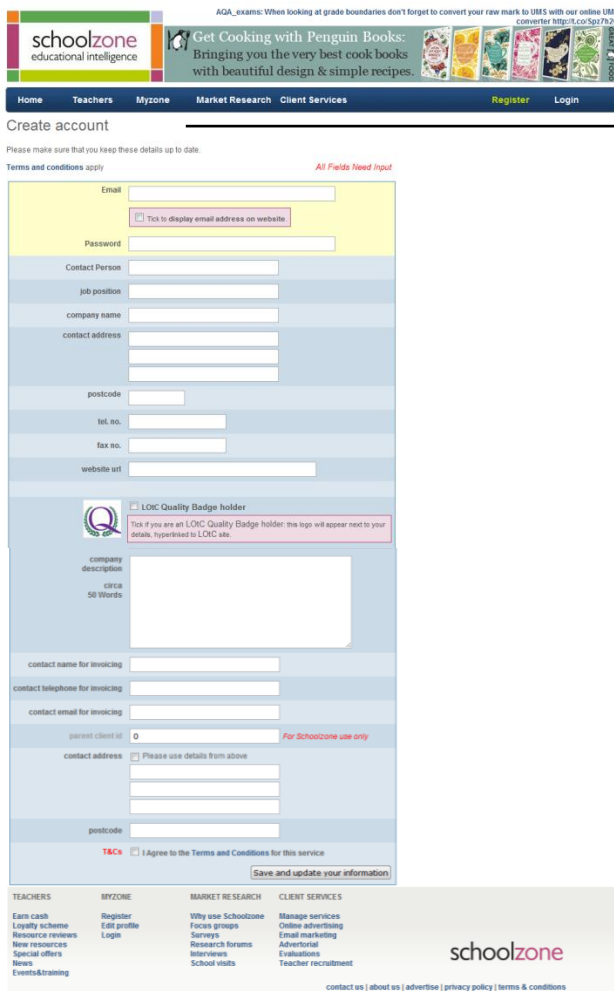 AQA_exams: When looking at grade boundaries don't forget to convert your raw mark to UMS with our online UM
converter http://t.co/Spz7h2
schoolzone
educational intelligence
Get Cooking with Penguin Books:
Bringing you the very best cook books
with beautiful design & simple recipes.
GREAT FOOD
Home Teachers Myzone Market Research Client Services Register Login
Create account
Please make sure that you keep these details up to date.
Terms and conditions apply All Fields Need Input
Email
Tick to display email address on website.
Password
Contact Person
job position
company name
contact address
postcode
tel. no.
fax no.
website url
Q
LOtC Quality Badge holder
Tick if you are an LOtC Quality Badge holder: this logo will appear next to your
details, hyperlinked to LOtC site.
company
description
circa
50 Words
contact name for invoicing
contact telephone for invoicing
contact email for invoicing
parent client id 0 For Schoolzone use only
contact address Please use details from above
postcode
T&Cs I Agree to the Terms and Conditions for this service
Save and update your information
TEACHERS MYZONE MARKET RESEARCH CLIENT SERVICES
Earn cash Register Why use Schoolzone Manage services
Loyalty scheme Edit profile Focus groups Online advertising
Resource reviews Login Surveys Email marketing
New resources Research forums Advertorial
Special offers Interviews Evaluations
News School visits Teacher recruitment
Events&training
schoolzone
contact us | about us | advertise | privacy policy | terms & conditions